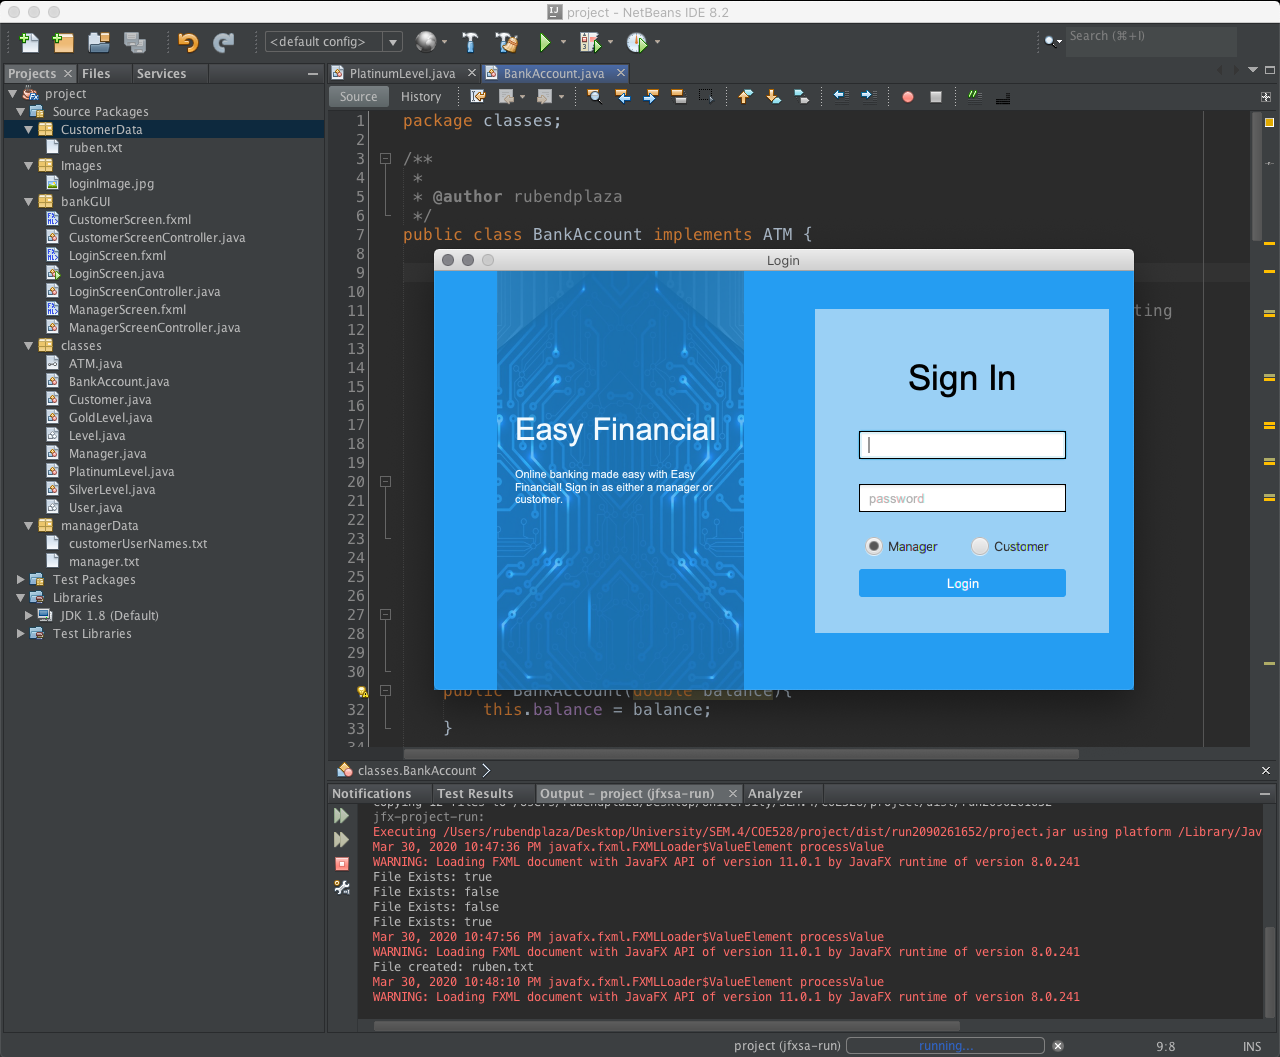 project - NetBeans IDE 8.2
<default config>
Search (⌘+I)
Projects
Files
Services
project
Source Packages
CustomerData
ruben.txt
Images
loginImage.jpg
bankGUI
CustomerScreen.fxml
CustomerScreenController.java
LoginScreen.fxml
LoginScreen.java
LoginScreenController.java
ManagerScreen.fxml
ManagerScreenController.java
classes
ATM.java
BankAccount.java
Customer.java
GoldLevel.java
Level.java
Manager.java
PlatinumLevel.java
SilverLevel.java
User.java
managerData
customerUserNames.txt
manager.txt
Test Packages
Libraries
JDK 1.8 (Default)
Test Libraries
PlatinumLevel.java
BankAccount.java
Source
History
1 package classes;
2
3 /**
4 *
5 * @author rubendplaza
6 */
7 public class BankAccount implements ATM {
8
9
10
11 ting
12
13
14
15
16
17
18
19
20
21
22
23
24
25
26
27
28
29
30
public BankAccount(double balance){
32 this.balance = balance;
33 }
34
Login
Easy Financial
Online banking made easy with Easy
Financial! Sign in as either a manager or
customer.
Sign In
password
Manager
Customer
Login
classes.BankAccount
Notifications
Test Results
Output - project (jfxsa-run)
Analyzer
Copying 12 files to /Users/rubendplaza/Desktop/University/SEM.4/COE528/project/dist/run2090261652
jfx-project-run:
Executing /Users/rubendplaza/Desktop/University/SEM.4/COE528/project/dist/run2090261652/project.jar using platform /Library/Jav
Mar 30, 2020 10:47:36 PM javafx.fxml.FXMLLoader$ValueElement processValue
WARNING: Loading FXML document with JavaFX API of version 11.0.1 by JavaFX runtime of version 8.0.241
File Exists: true
File Exists: false
File Exists: false
File Exists: true
Mar 30, 2020 10:47:56 PM javafx.fxml.FXMLLoader$ValueElement processValue
WARNING: Loading FXML document with JavaFX API of version 11.0.1 by JavaFX runtime of version 8.0.241
File created: ruben.txt
Mar 30, 2020 10:48:10 PM javafx.fxml.FXMLLoader$ValueElement processValue
WARNING: Loading FXML document with JavaFX API of version 11.0.1 by JavaFX runtime of version 8.0.241
project (jfxsa-run)
running...
9:8
INS